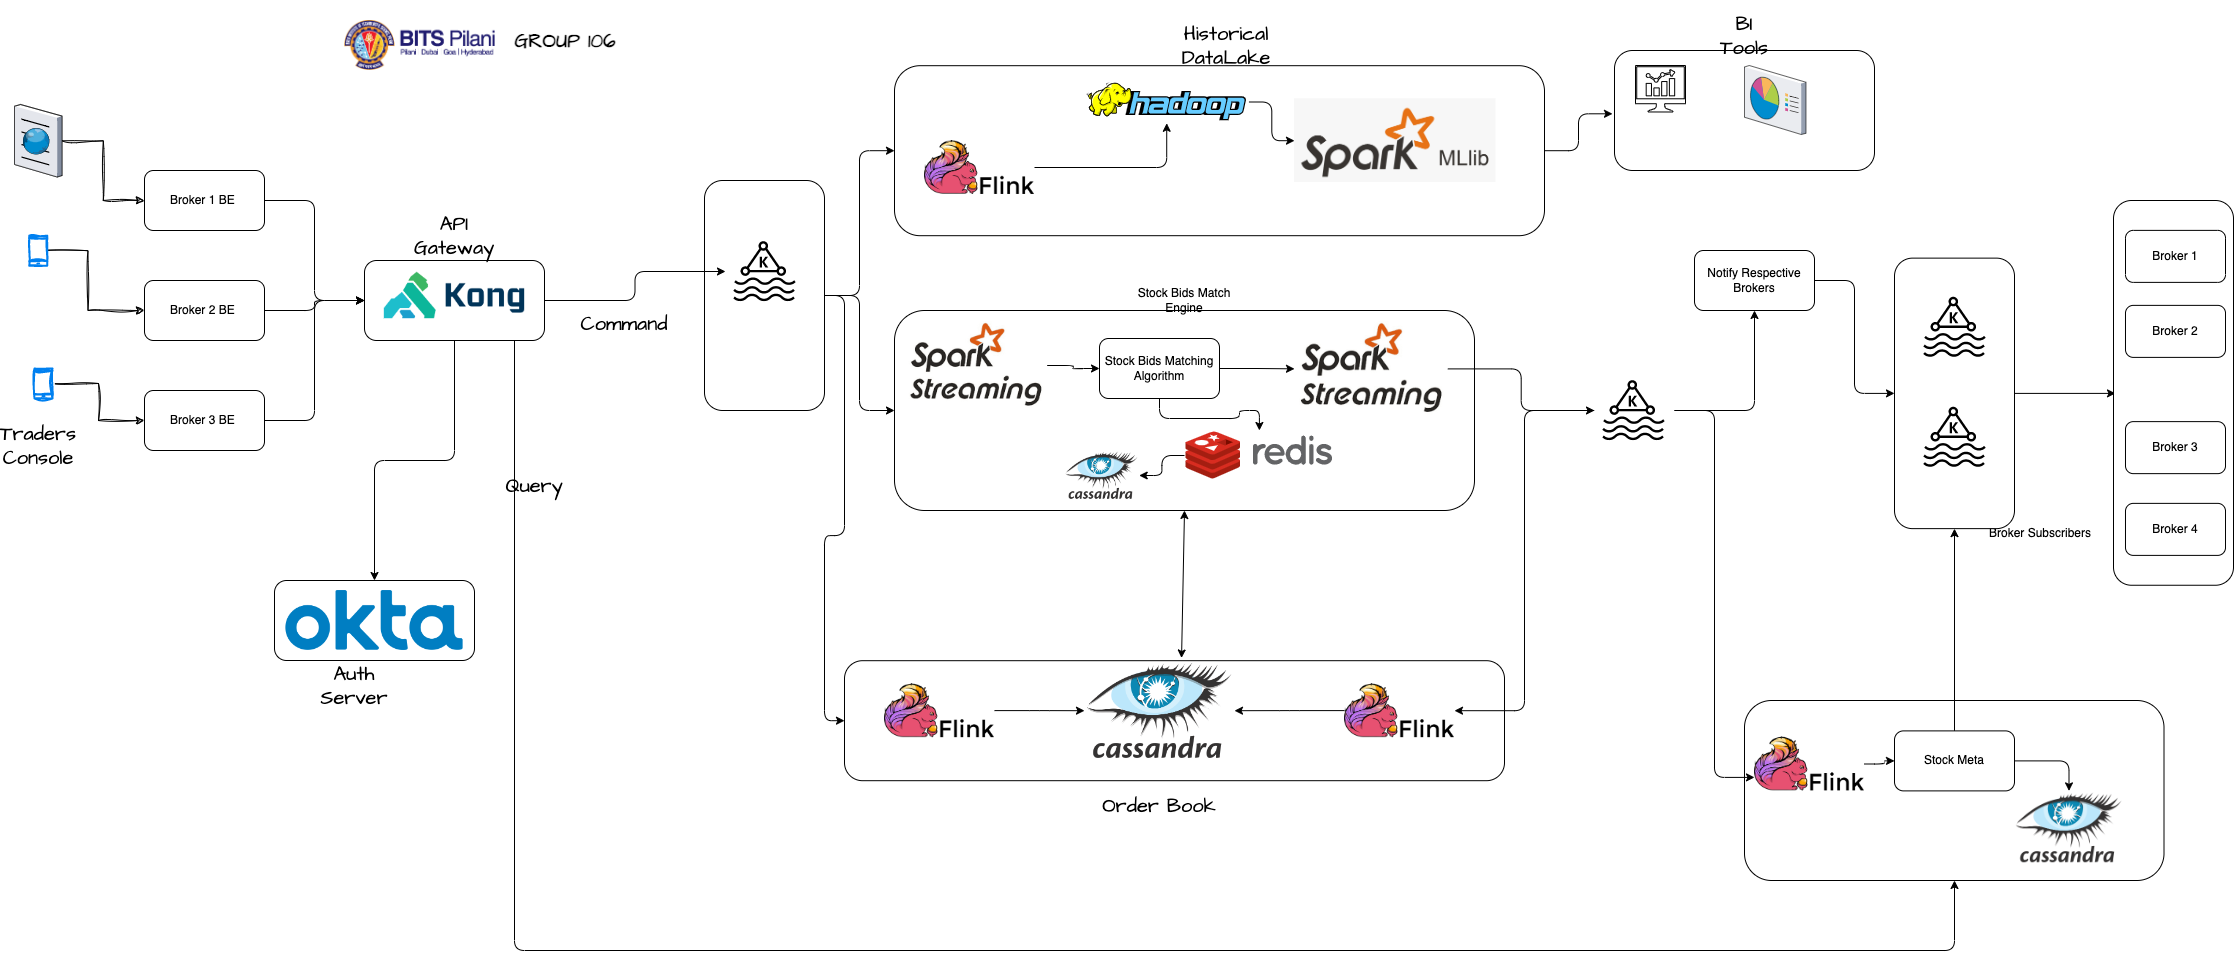 BITS Pilani
Pilani | Dubai | Goa | Hyderabad
GROUP 106
Historical
DataLake
BI
Tools
hadoop
Spark
MLlib
Flink
Broker 1 BE
Broker 2 BE
Broker 3 BE
Traders
Console
API
Gateway
Kong
Command
Query
okta
Auth
Server
K
Stock Bids Match
Engine
Spark
Streaming
Stock Bids Matching
Algorithm
Spark
Streaming
redis
cassandra
Flink
cassandra
Flink
Order Book
K
Notify Respective
Brokers
K
K
Broker Subscribers
Broker 1
Broker 2
Broker 3
Broker 4
Flink
Stock Meta
cassandra